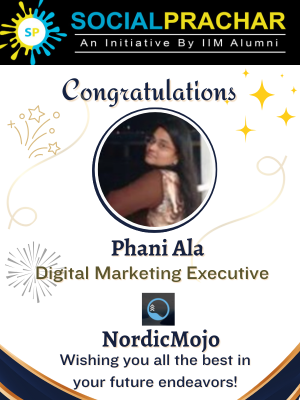 SP
SOCIALPRACHAR
An Initiative By IIM Alumni
Congratulations
Phani Ala
Digital Marketing Executive
NordicMojo
Wishing you all the best in
your future endeavors!